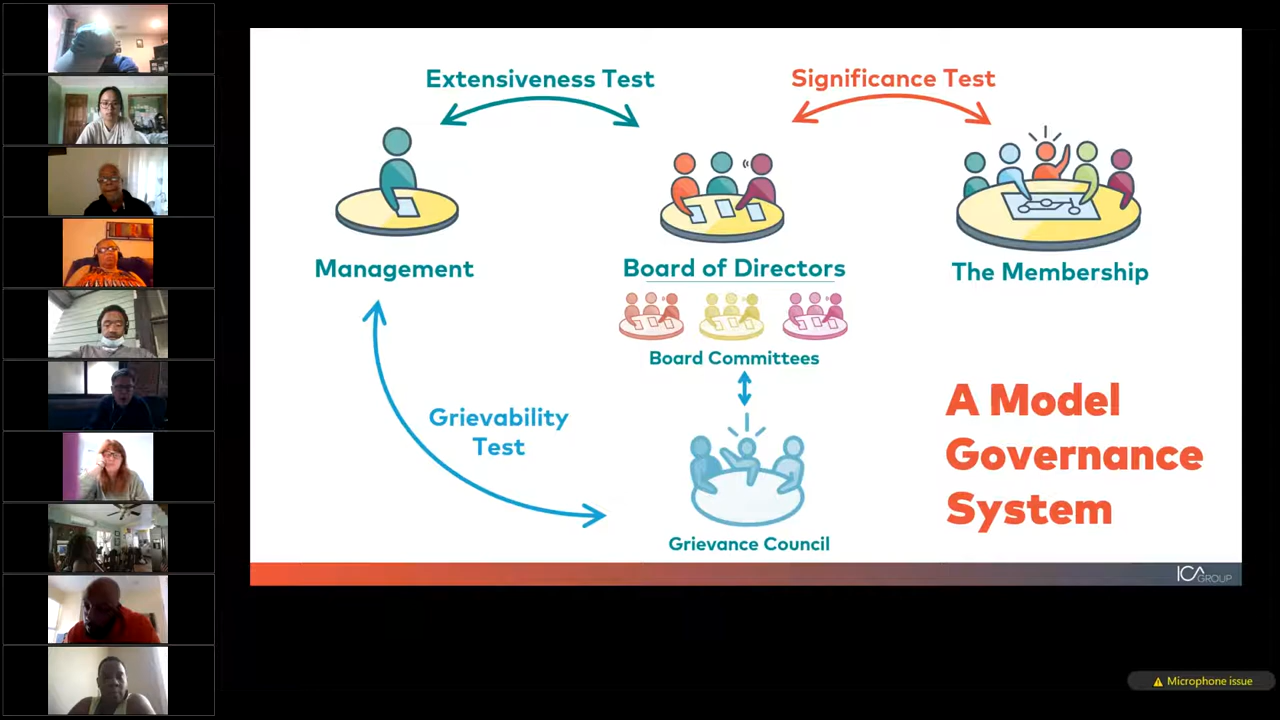 Extensiveness Test
Significance Test
Management
Board of Directors
The Membership
Board Committees
Grievability
Test
A Model
Governance
System
Grievance Council
ICA GROUP
Microphone issue